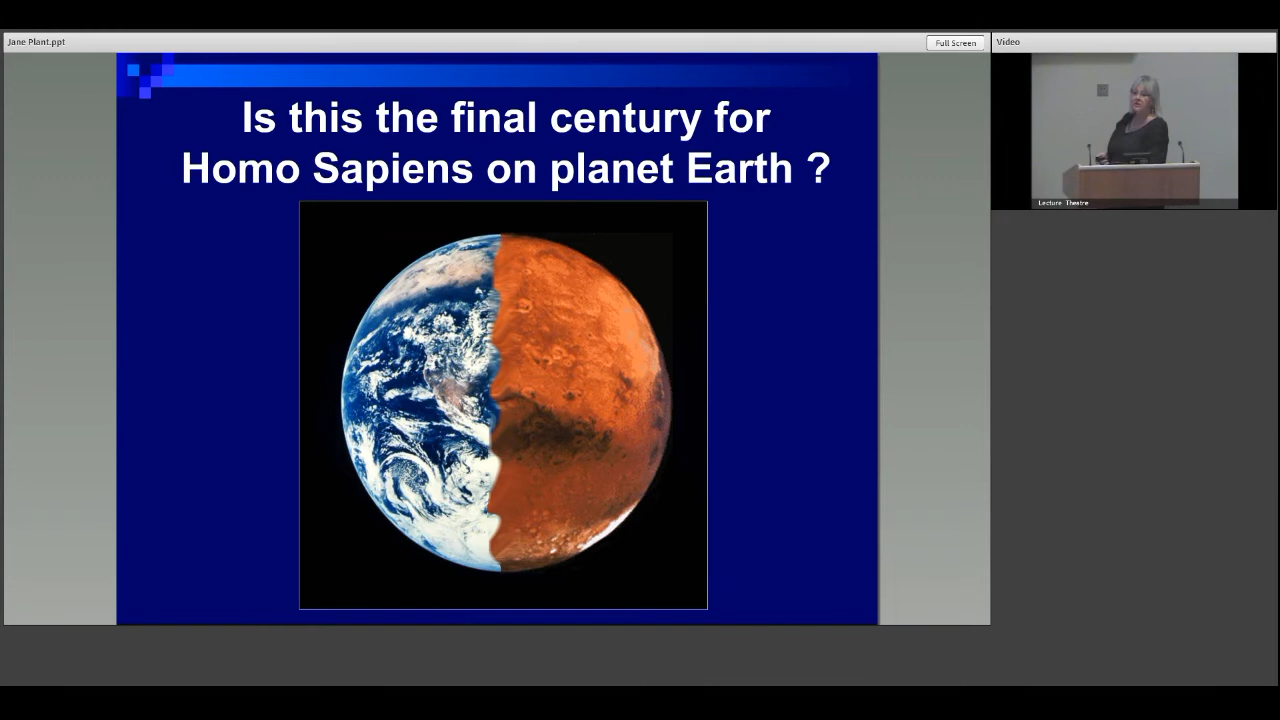 Jane Plant.ppt
Full Screen
Video
Is this the final century for
Homo Sapiens on planet Earth ?
Lecture Theatre